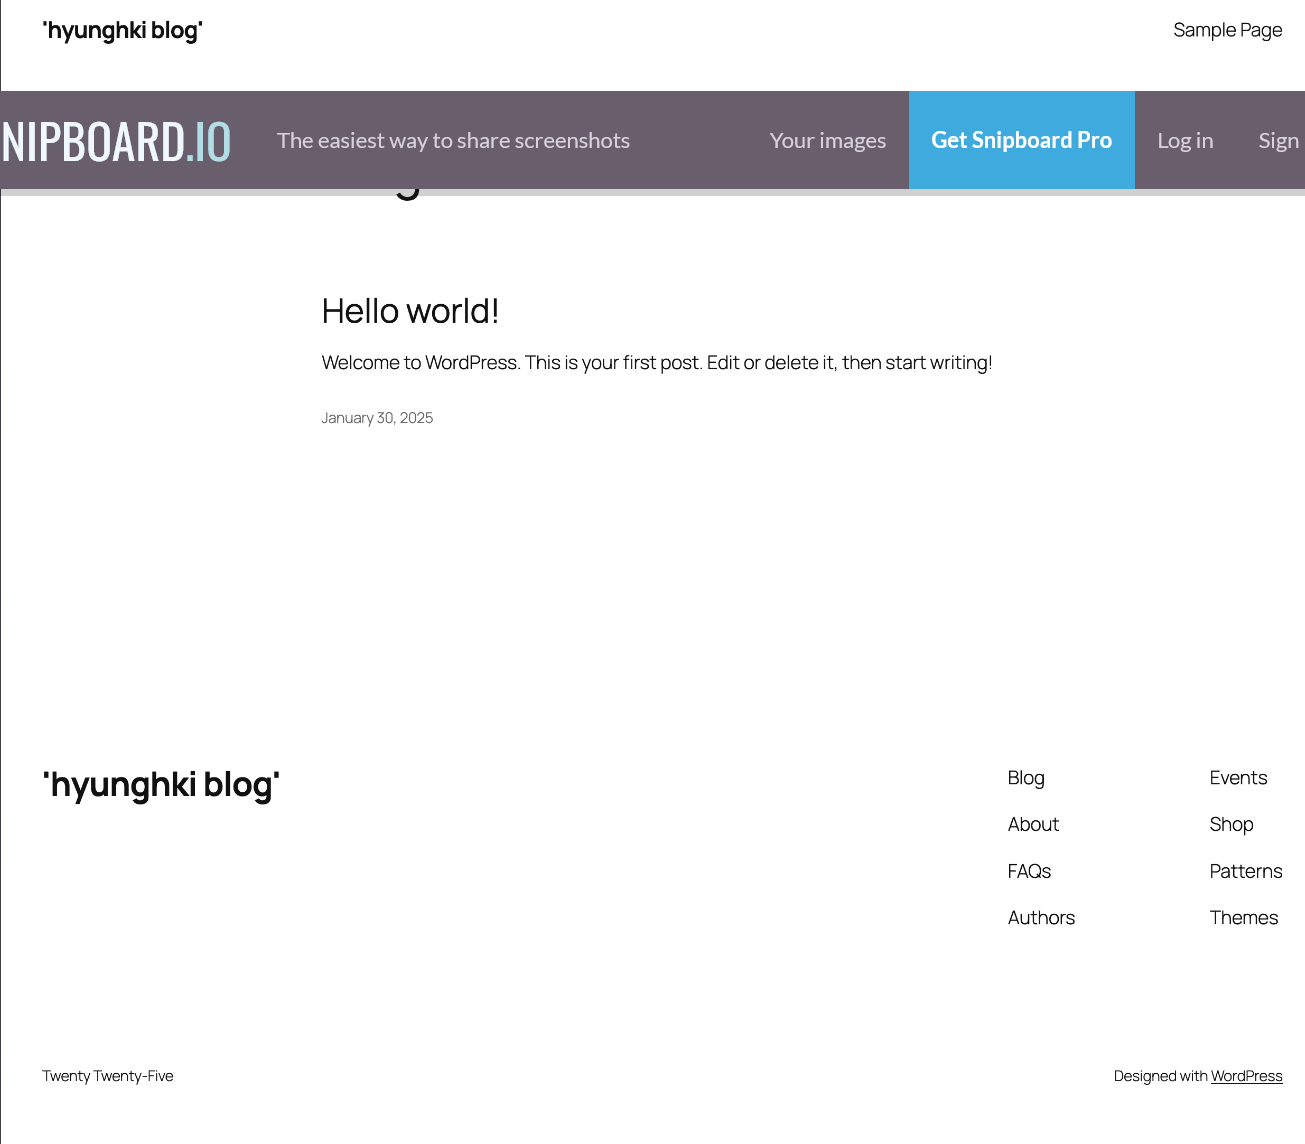 'hyunghki blog'
Sample Page
NIPBOARD.IO
The easiest way to share screenshots
Your images
Get Snipboard Pro
Log in
Sign
Hello world!
Welcome to WordPress. This is your first post. Edit or delete it, then start writing!
January 30, 2025
'hyunghki blog'
Blog
About
FAQs
Authors
Events
Shop
Patterns
Themes
Twenty Twenty-Five
Designed with WordPress